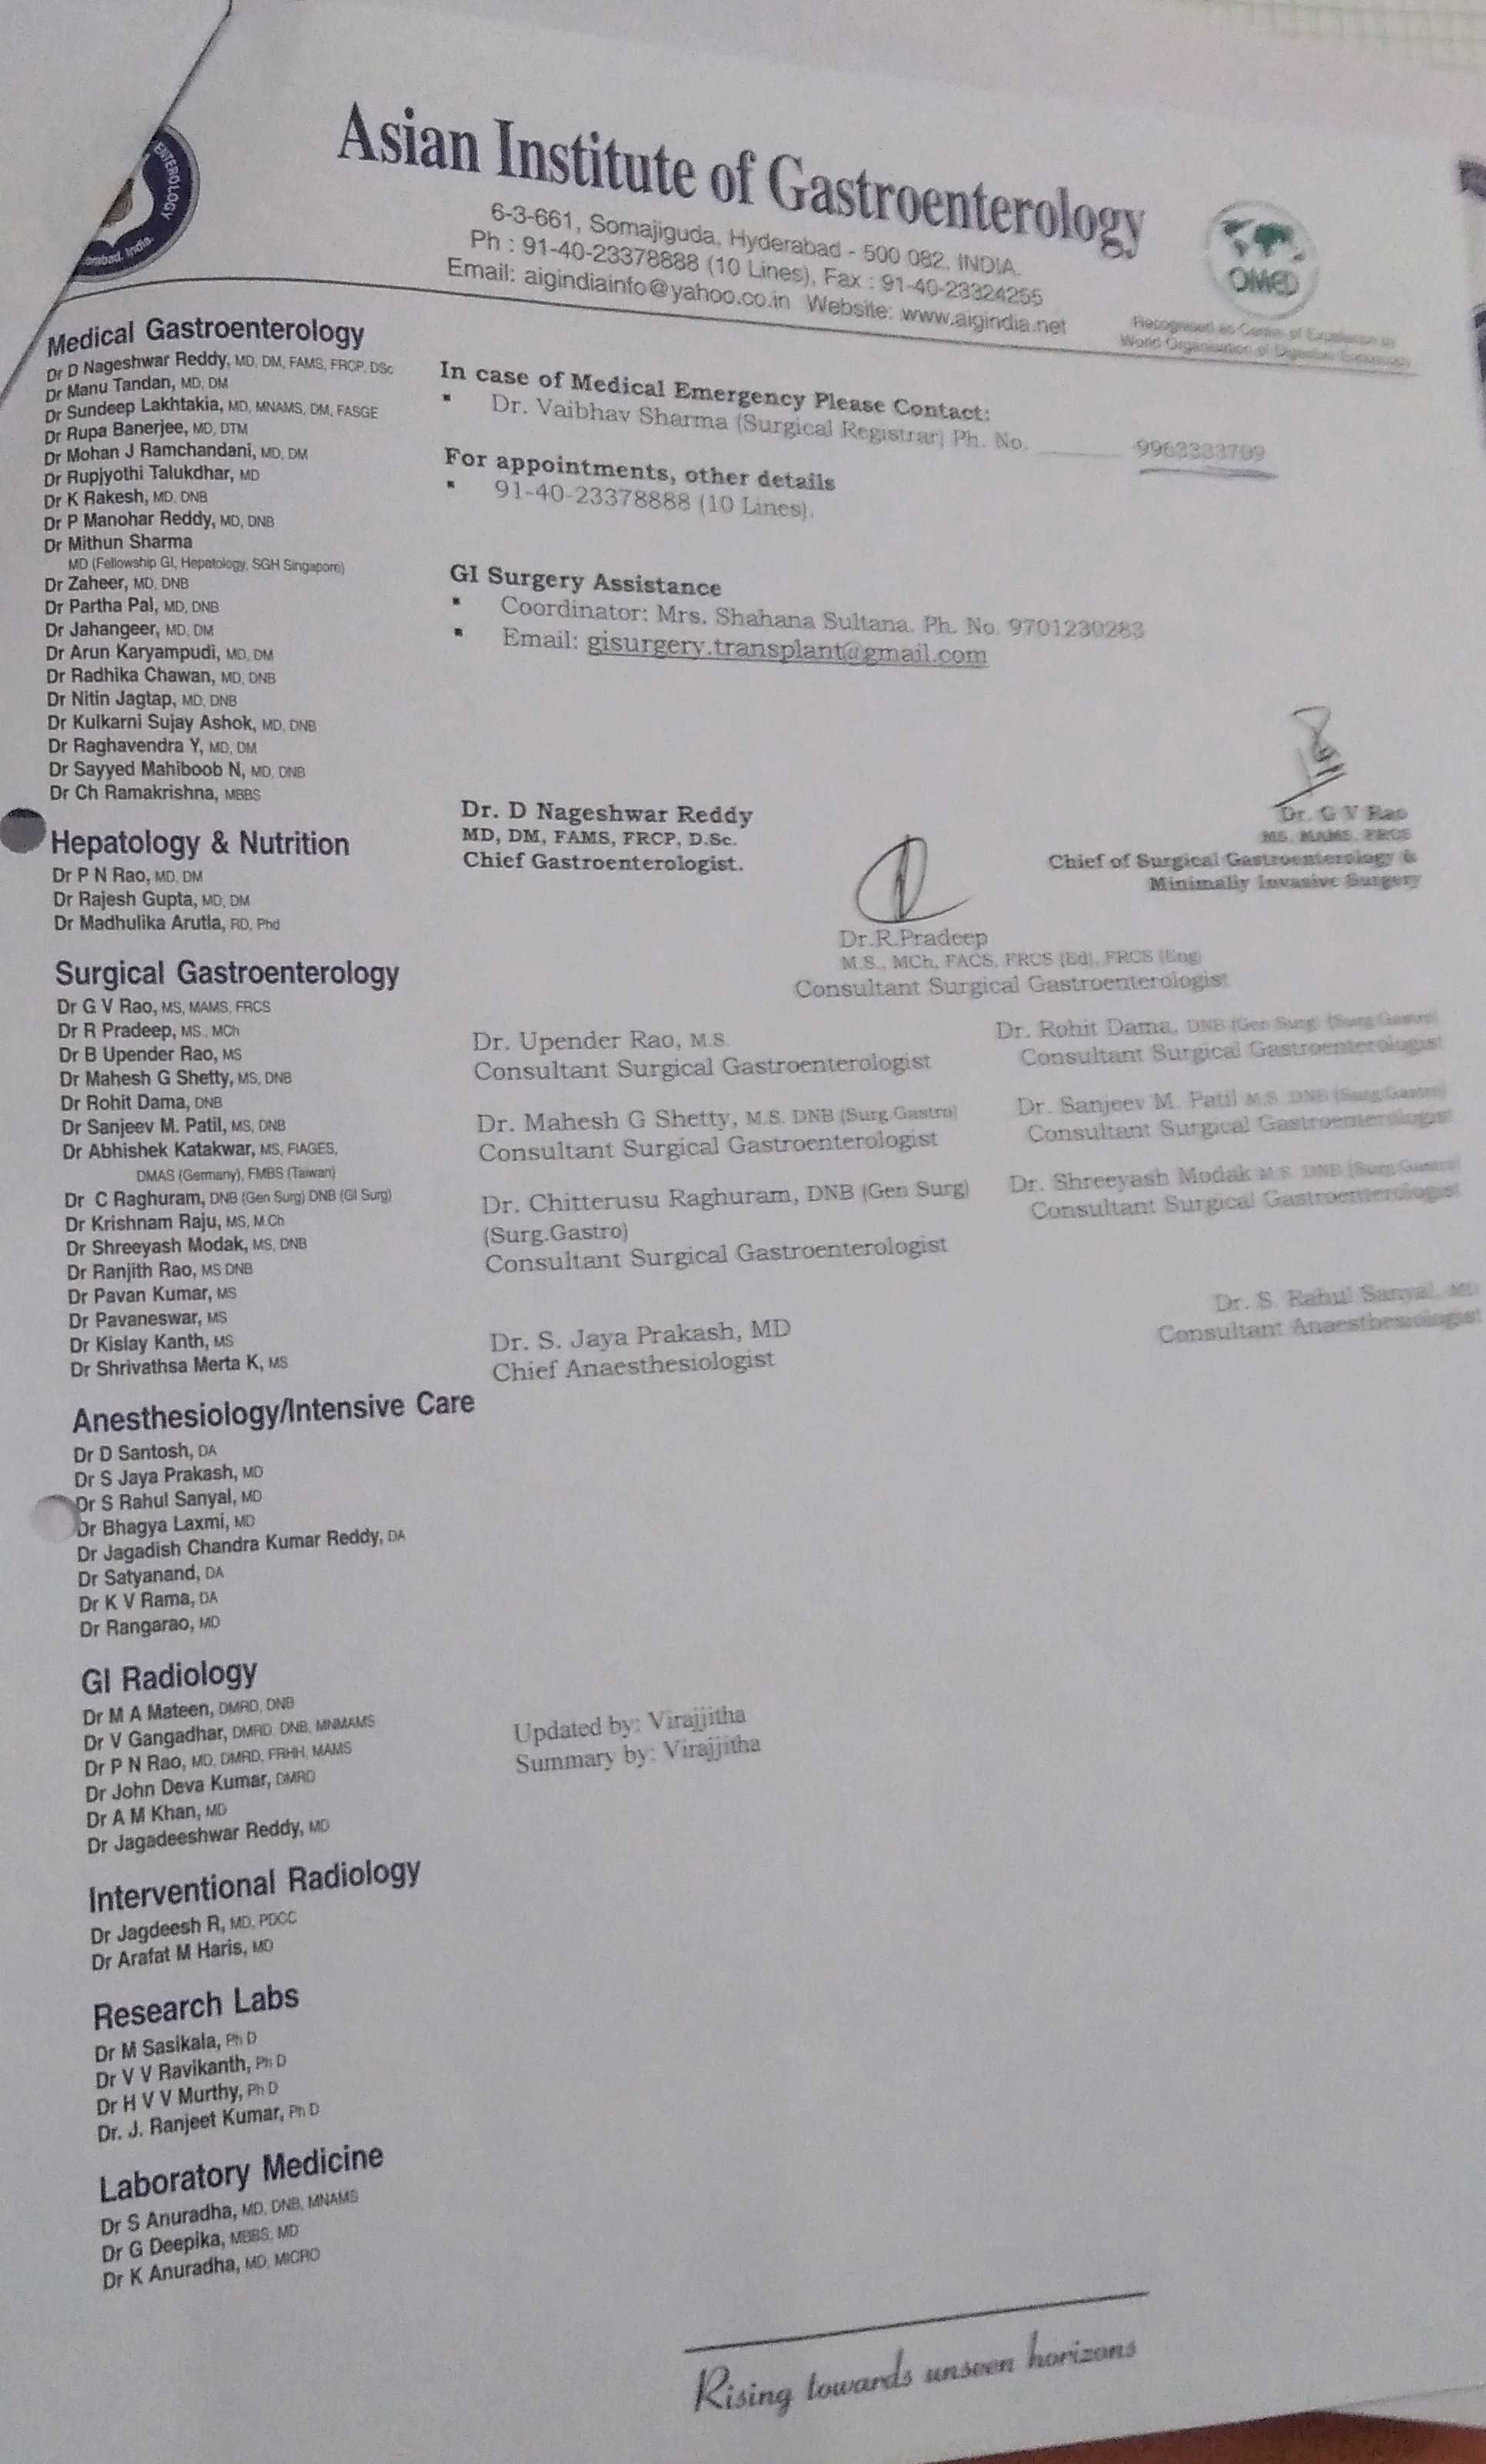 ENTEROLOGY
India.
Asian Institute of Gastroenterology
6-3-661, Somajiguda, Hyderabad - 500 082, INDIA.
Ph : 91-40-23378888 (10 Lines), Fax : 91-40-23324255
Email: aigindiainfo@yahoo.co.in Website: www.aigindia.net
OMED
Recognised as Centre of Excellence by
World Organisation of Digestive Endoscopy
Medical Gastroenterology
Dr D Nageshwar Reddy, MD, DM, FAMS, FRCP, DSc
Dr Manu Tandan, MD, DM
Dr Sundeep Lakhtakia, MD, MNAMS, DM, FASGE
Dr Rupa Banerjee, MD, DTM
Dr Mohan J Ramchandani, MD, DM
Dr Rupjyothi Talukdhar, MD
Dr K Rakesh, MD, DNB
Dr P Manohar Reddy, MD, DNB
Dr Mithun Sharma
MD (Fellowship GI, Hepatology, SGH Singapore)
Dr Zaheer, MD, DNB
Dr Partha Pal, MD, DNB
Dr Jahangeer, MD, DM
Dr Arun Karyampudi, MD, DM
Dr Radhika Chawan, MD, DNB
Dr Nitin Jagtap, MD, DNB
Dr Kulkarni Sujay Ashok, MD, DNB
Dr Raghavendra Y, MD, DM
Dr Sayyed Mahiboob N, MD, DNB
Dr Ch Ramakrishna, MBBS
Hepatology & Nutrition
Dr P N Rao, MD, DM
Dr Rajesh Gupta, MD, DM
Dr Madhulika Arutla, RD, Phd
Surgical Gastroenterology
Dr G V Rao, MS, MAMS, FRCS
Dr R Pradeep, MS., MCh
Dr B Upender Rao, MS
Dr Mahesh G Shetty, MS, DNB
Dr Rohit Dama, DNB
Dr Sanjeev M. Patil, MS, DNB
Dr Abhishek Katakwar, MS, FIAGES,
DMAS (Germany), FMBS (Taiwan)
Dr C Raghuram, DNB (Gen Surg) DNB (GI Surg)
Dr Krishnam Raju, MS, M.Ch
Dr Shreeyash Modak, MS, DNB
Dr Ranjith Rao, MS DNB
Dr Pavan Kumar, MS
Dr Pavaneswar, MS
Dr Kislay Kanth, MS
Dr Shrivathsa Merta K, MS
Anesthesiology/Intensive Care
Dr D Santosh, DA
Dr S Jaya Prakash, MD
Dr S Rahul Sanyal, MD
Dr Bhagya Laxmi, MD
Dr Jagadish Chandra Kumar Reddy, DA
Dr Satyanand, DA
Dr K V Rama, DA
Dr Rangarao, MD
GI Radiology
Dr M A Mateen, DMRD, DNB
Dr V Gangadhar, DMRD, DNB, MNMAMS
Dr P N Rao, MD, DMRD, FRHH, MAMS
Dr John Deva Kumar, DMRD
Dr A M Khan, MD
Dr Jagadeeshwar Reddy, MD
Interventional Radiology
Dr Jagdeesh R, MD, PDCC
Dr Arafat M Haris, MD
Research Labs
Dr M Sasikala, Ph D
Dr V V Ravikanth, Ph D
Dr H V V Murthy, Ph D
Dr. J. Ranjeet Kumar, Ph D
Laboratory Medicine
Dr S Anuradha, MD, DNB, MNAMS
Dr G Deepika, MBBS, MD
Dr K Anuradha, MD, MICRO
In case of Medical Emergency Please Contact:
▪ Dr. Vaibhav Sharma (Surgical Registrar) Ph. No. ______ 9963333709
For appointments, other details
▪ 91-40-23378888 (10 Lines).
GI Surgery Assistance
▪ Coordinator: Mrs. Shahana Sultana. Ph. No. 9701230283
▪ Email: gisurgery.transplant@gmail.com
Dr. D Nageshwar Reddy
MD, DM, FAMS, FRCP, D.Sc.
Chief Gastroenterologist.
Dr. G V Rao
MS, MAMS, FRCS
Chief of Surgical Gastroenterology &
Minimally Invasive Surgery
Dr.R.Pradeep
M.S., MCh, FACS, FRCS (Ed), FRCS (Eng)
Consultant Surgical Gastroenterologist
Dr. Upender Rao, M.S.
Consultant Surgical Gastroenterologist
Dr. Rohit Dama, DNB (Gen Surg) (Surg.Gastro)
Consultant Surgical Gastroenterologist
Dr. Mahesh G Shetty, M.S. DNB (Surg.Gastro)
Consultant Surgical Gastroenterologist
Dr. Sanjeev M. Patil M.S. DNB (Surg.Gastro)
Consultant Surgical Gastroenterologist
Dr. Chitterusu Raghuram, DNB (Gen Surg)
(Surg.Gastro)
Consultant Surgical Gastroenterologist
Dr. Shreeyash Modak M.S. DNB (Surg.Gastro)
Consultant Surgical Gastroenterologist
Dr. S. Jaya Prakash, MD
Chief Anaesthesiologist
Dr. S. Rahul Sanyal, MD
Consultant Anaesthesiologist
Updated by: Virajjitha
Summary by: Virajjitha
Rising towards unseen horizons